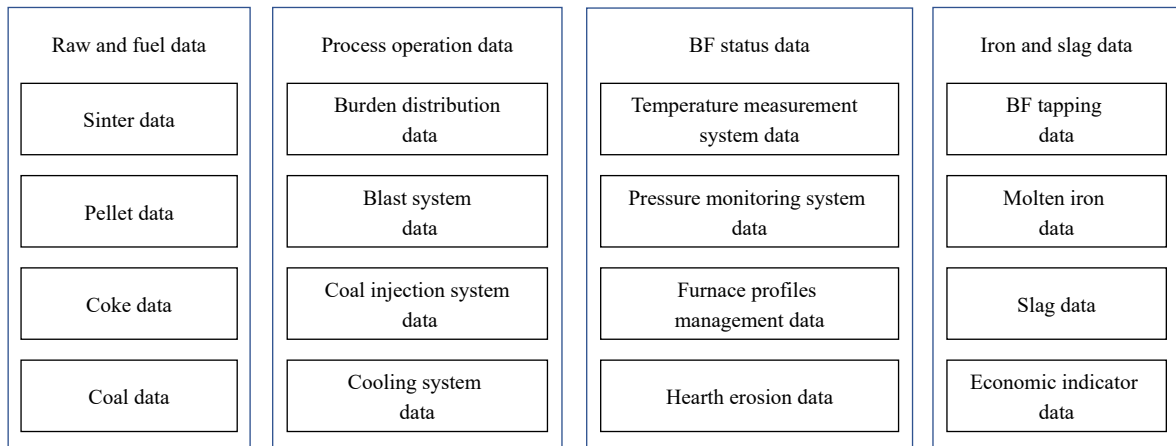 Raw and fuel data
Sinter data
Pellet data
Coke data
Coal data
Process operation data
Burden distribution
data
Blast system
data
Coal injection system
data
Cooling system
data
BF status data
Temperature measurement
system data
Pressure monitoring system
data
Furnace profiles
management data
Hearth erosion data
Iron and slag data
BF tapping
data
Molten iron
data
Slag data
Economic indicator
data